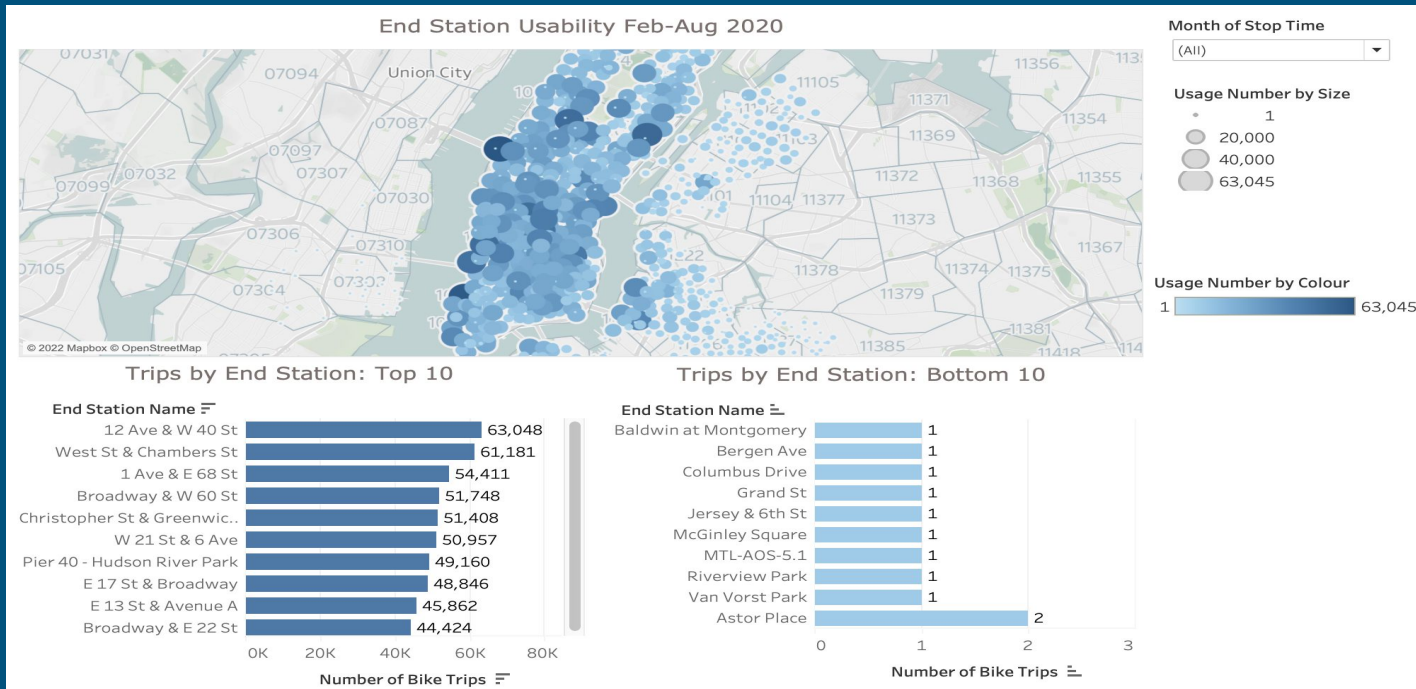 End Station Usability Feb-Aug 2020
Month of Stop Time
(All)
Usage Number by Size
1
20,000
40,000
63,045
Usage Number by Colour
1 63,045
07031
07094
Union City
11105
11356
11354
11371
11369
07087
07097
07032
07307
07099
07030
11372
11368
11355
11104
11377
11373
11367
07306
07310
07105
07304
11378
11374
11375
11379
11381
11385
11418
© 2022 Mapbox © OpenStreetMap
Trips by End Station: Top 10
End Station Name
12 Ave & W 40 St 63,048
West St & Chambers St 61,181
1 Ave & E 68 St 54,411
Broadway & W 60 St 51,748
Christopher St & Greenwic.. 51,408
W 21 St & 6 Ave 50,957
Pier 40 - Hudson River Park 49,160
E 17 St & Broadway 48,846
E 13 St & Avenue A 45,862
Broadway & E 22 St 44,424
0K 20K 40K 60K 80K
Number of Bike Trips
Trips by End Station: Bottom 10
End Station Name
Baldwin at Montgomery 1
Bergen Ave 1
Columbus Drive 1
Grand St 1
Jersey & 6th St 1
McGinley Square 1
MTL-AOS-5.1 1
Riverview Park 1
Van Vorst Park 1
Astor Place 2
0 1 2 3
Number of Bike Trips